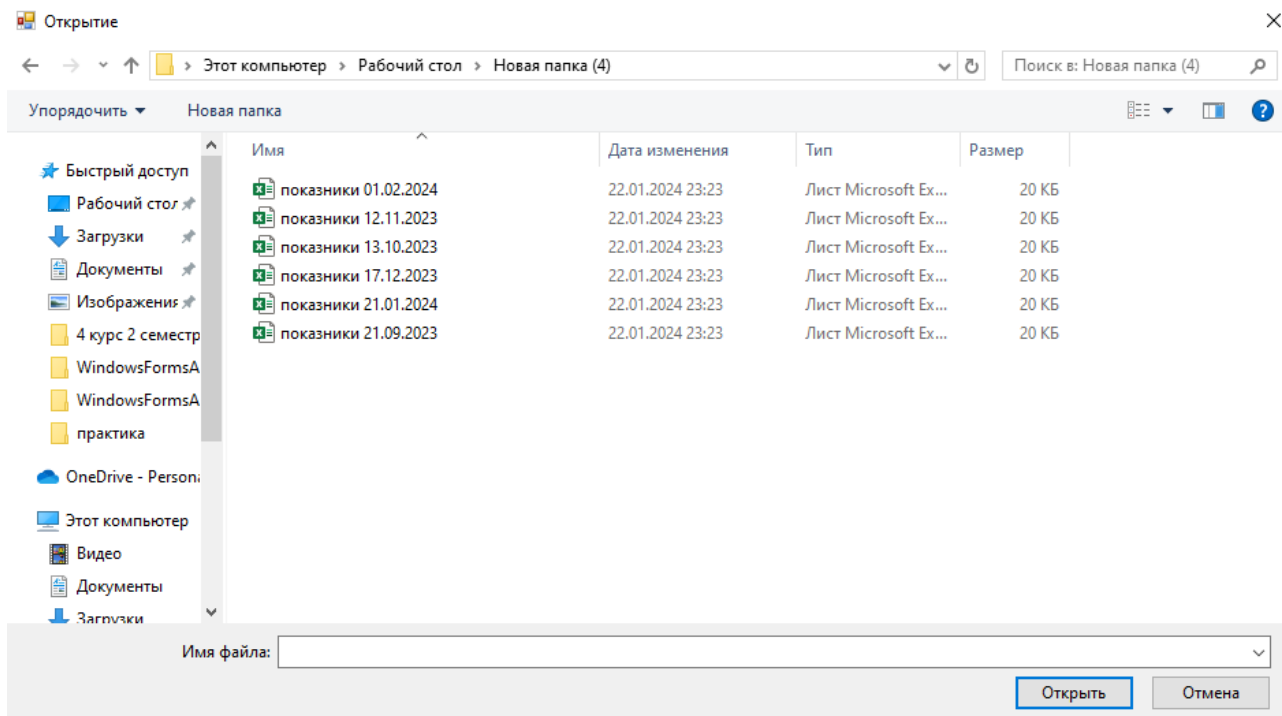 Открытие
Этот компьютер > Рабочий стол > Новая папка (4)
Поиск в: Новая папка (4)
Упорядочить Новая папка
Имя Дата изменения Тип Размер
Быстрый доступ
Рабочий стол
Загрузки
Документы
Изображения
4 курс 2 семестр
WindowsFormsA
WindowsFormsA
практика
OneDrive - Persona
Этот компьютер
Видео
Документы
Загрузки
показники 01.02.2024 22.01.2024 23:23 Лист Microsoft Ex... 20 КБ
показники 12.11.2023 22.01.2024 23:23 Лист Microsoft Ex... 20 КБ
показники 13.10.2023 22.01.2024 23:23 Лист Microsoft Ex... 20 КБ
показники 17.12.2023 22.01.2024 23:23 Лист Microsoft Ex... 20 КБ
показники 21.01.2024 22.01.2024 23:23 Лист Microsoft Ex... 20 КБ
показники 21.09.2023 22.01.2024 23:23 Лист Microsoft Ex... 20 КБ
Имя файла:
Открыть Отмена